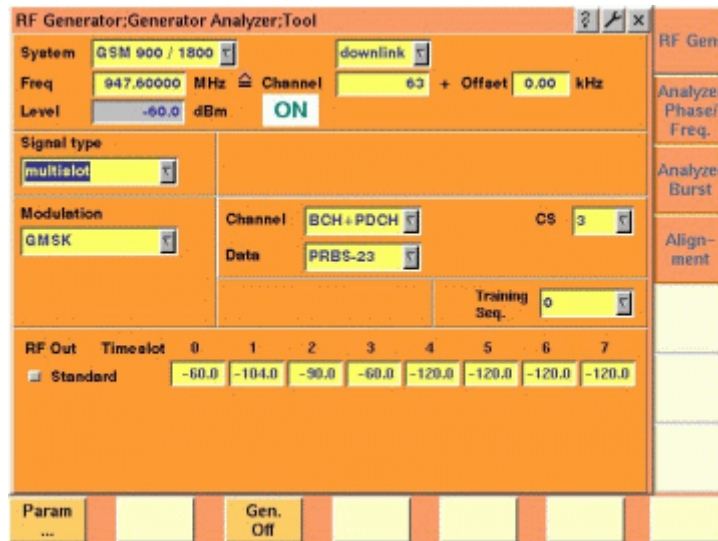 RF Generator;Generator Analyzer;Tool ? x
System GSM 900 / 1800 downlink
Freq 947.60000 MHz ≙ Channel 63 + Offset 0.00 kHz
Level -60.0 dBm ON
Signal type
multislot
Modulation
GMSK
Channel BCH+PDCH CS 3
Data PRBS-23
Training
Seq. 0
RF Out Timeslot 0 1 2 3 4 5 6 7
Standard -60.0 -104.0 -90.0 -60.0 -120.0 -120.0 -120.0 -120.0
RF Gen
Analyzer
Phase/
Freq.
Analyzer
Burst
Align-
ment
Param
...
Gen.
Off